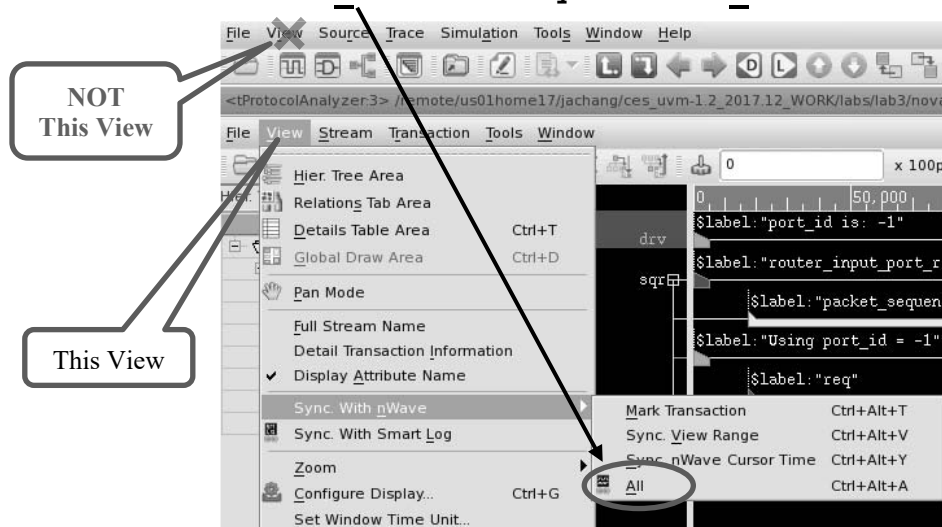 File View Source Trace Simulation Tools Window Help
NOT
This View
<tProtocolAnalyzer:3> /remote/us01home17/jachang/ces_uvm-1.2_2017.12_WORK/labs/lab3/nova
File View Stream Transaction Tools Window
0 x 100p
Hier. Tree Area
Relations Tab Area
Details Table Area Ctrl+T
Global Draw Area Ctrl+D
Pan Mode
Full Stream Name
Detail Transaction Information
Display Attribute Name
Sync. With nWave
Sync. With Smart Log
Zoom
Configure Display... Ctrl+G
Set Window Time Unit...
This View
0 50,000
drv
$label:"port_id is: -1"
sqr
$label:"router_input_port_r
$label:"packet_sequen
$label:"Using port_id = -1"
$label:"req"
Mark Transaction Ctrl+Alt+T
Sync. View Range Ctrl+Alt+V
Sync. nWave Cursor Time Ctrl+Alt+Y
All Ctrl+Alt+A